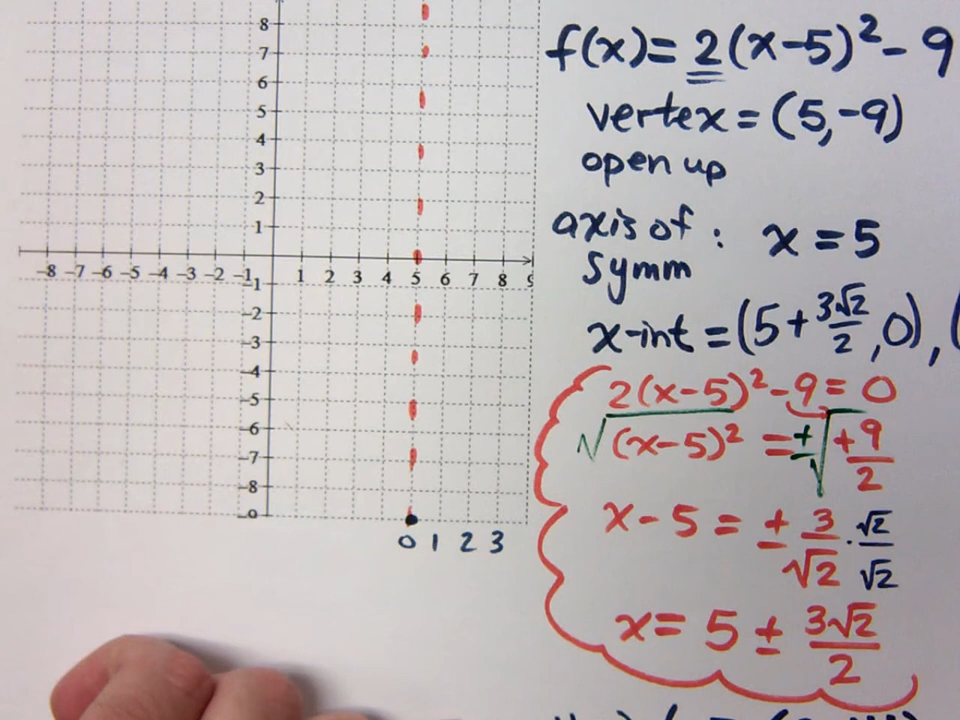 8
7
6
5
4
3
2
1
-8 -7 -6 -5 -4 -3 -2 -1 1 2 3 4 5 6 7 8 9
-1
-2
-3
-4
-5
-6
-7
-8
-9
0 1 2 3
f(x) = 2(x-5)² - 9
vertex = (5,-9)
open up
axis of : x = 5
symm
x-int = (5 + 3√2/2, 0), (
2(x-5)² - 9 = 0
√(x-5)² = ±√+9/2
x - 5 = ± 3/√2 · √2/√2
x = 5 ± 3√2/2